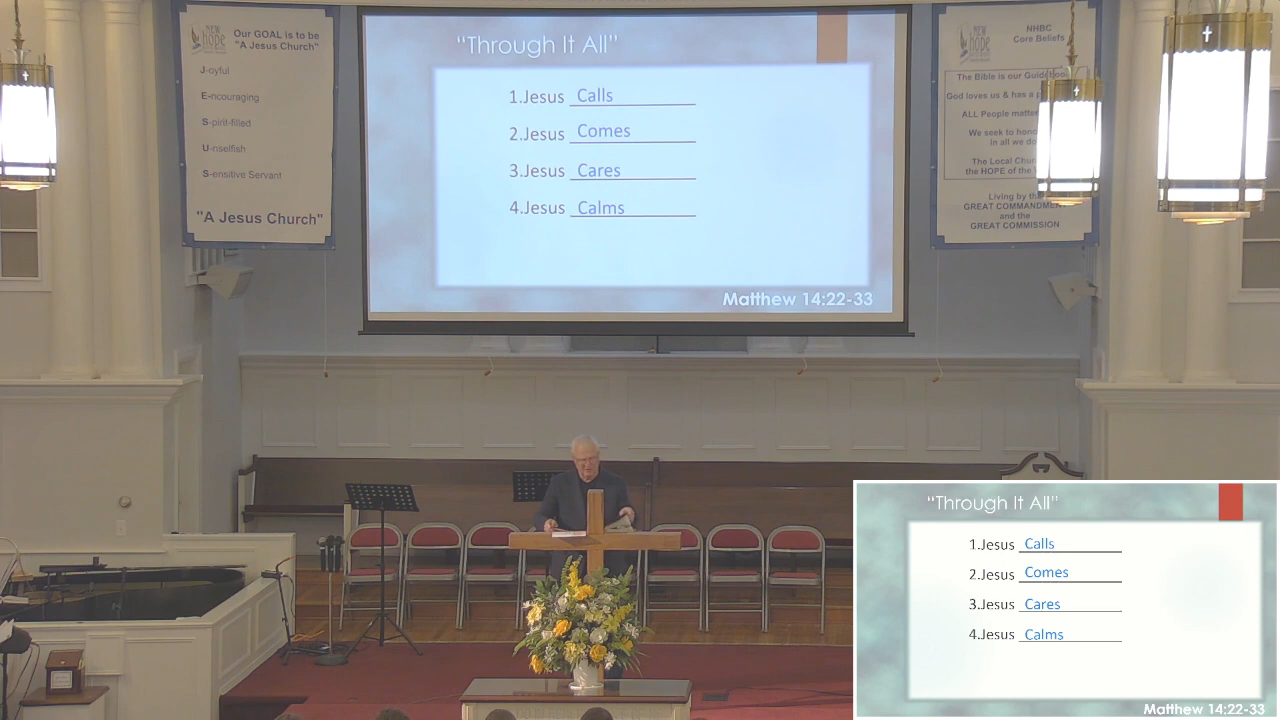 NEW
hope
Our GOAL is to be
"A Jesus Church"
J-oyful
E-ncouraging
S-pirit-filled
U-nselfish
S-ensitive Servant
"A Jesus Church"
“Through It All”
1.Jesus Calls
2.Jesus Comes
3.Jesus Cares
4.Jesus Calms
Matthew 14:22-33
hope
NHBC
Core Beliefs
The Bible is our
God loves us & has a
ALL People matter
We seek to
in all we do
The Local
the HOPE of the
Living by the
GREAT
and the
GREAT COMMISSION
“Through It All”
1.Jesus Calls
2.Jesus Comes
3.Jesus Cares
4.Jesus Calms
Matthew 14:22-33